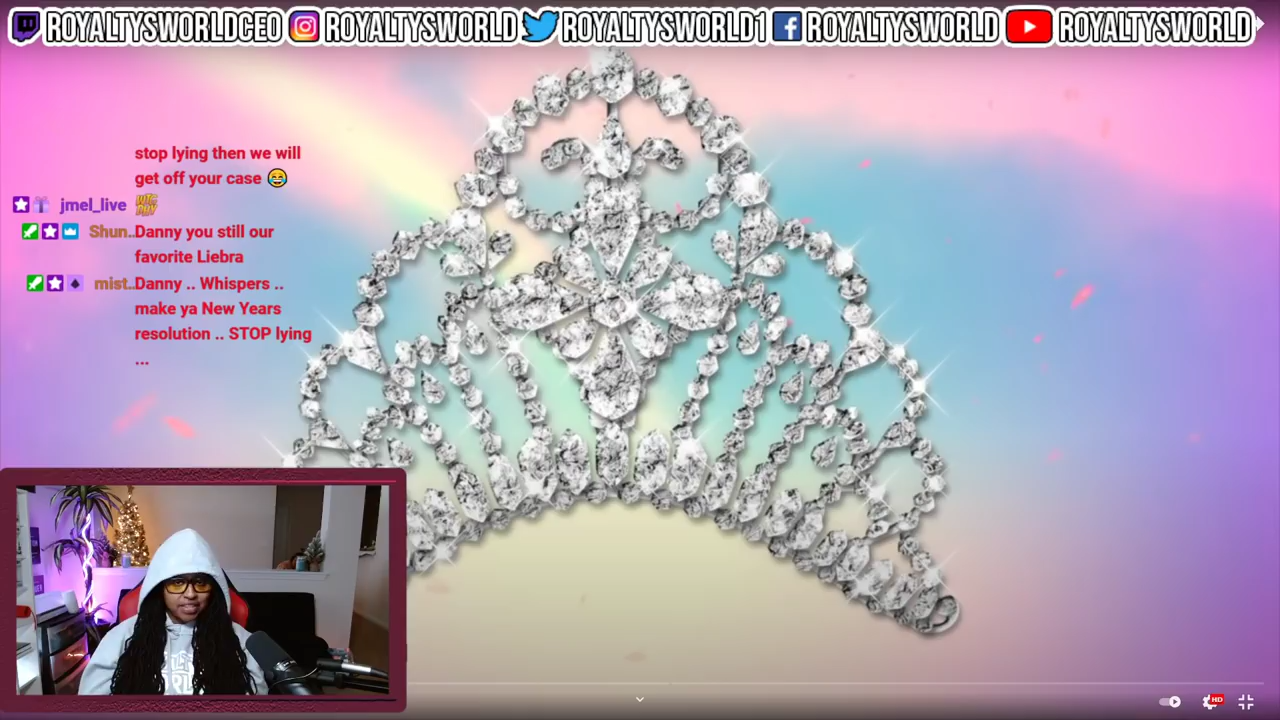 ROYALTYSWORLDCEO ROYALTYSWORLD ROYALTYSWORLD1 ROYALTYSWORLD ROYALTYSWORLD
stop lying then we will
get off your case 😂
jmel_live
Shun.. Danny you still our
favorite Liebra
mist.. Danny .. Whispers ..
make ya New Years
resolution .. STOP lying
...
HD